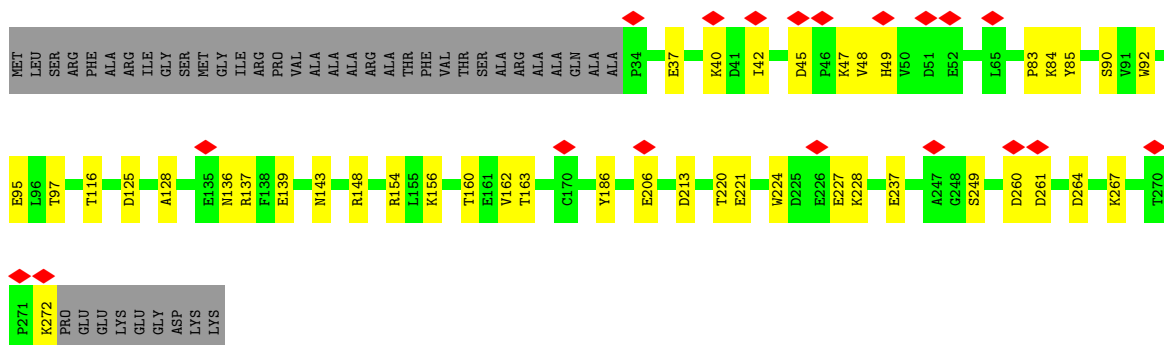 MET LEU SER ARG PHE ALA ARG ILE GLY SER MET GLY ILE ARG PRO VAL ALA ALA ALA ARG ALA THR PHE VAL THR SER ALA ARG ALA ALA GLN ALA ALA P34 E37 K40 D41 I42 D45 P46 K47 V48 H49 V50 D51 E52 L65 P83 K84 Y85 S90 V91 W92
E95 L96 T97 T116 D125 A128 E135 N136 R137 F138 E139 N143 R148 R154 L155 K156 T160 E161 V162 T163 C170 Y186 E206 D213 T220 E221 W224 D225 E226 E227 K228 E237 A247 G248 S249 D260 D261 D264 K267 T270
P271 K272 PRO GLU GLU LYS GLU GLY ASP LYS LYS